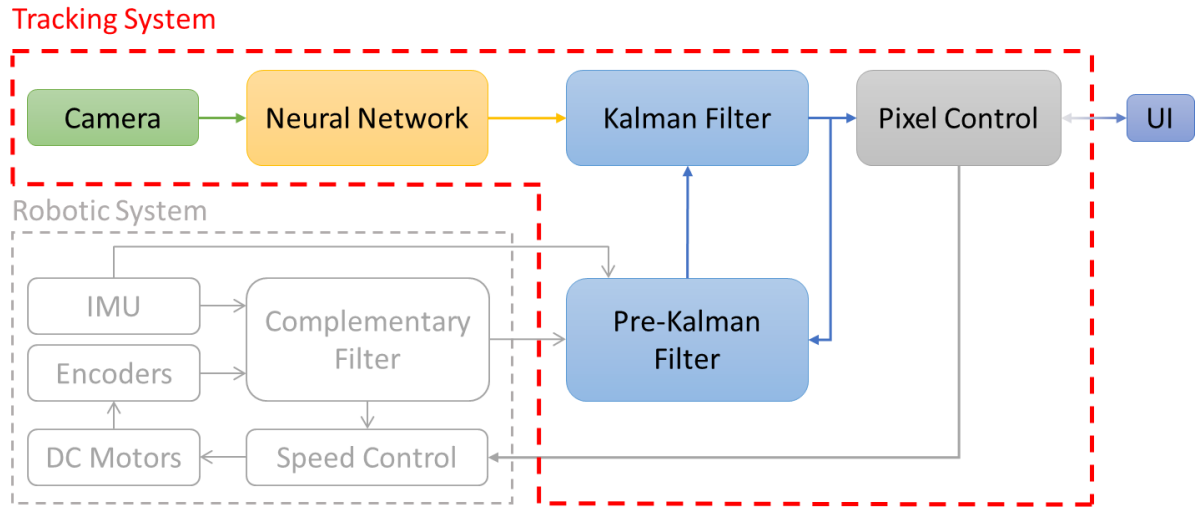 Tracking System
Camera
Neural Network
Kalman Filter
Pixel Control
UI
Robotic System
IMU
Complementary
Filter
Pre-Kalman
Filter
Encoders
DC Motors
Speed Control